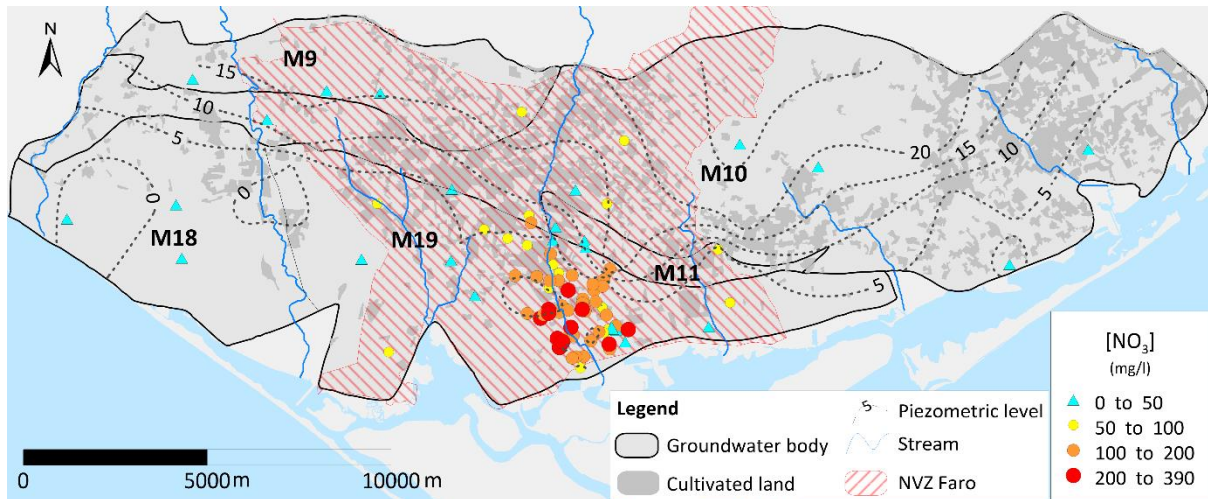 N
M9
15
10
5
0
0
M18
M19
M10
20
15
10
5
M11
5
[NO₃]
(mg/l)
0 to 50
50 to 100
100 to 200
200 to 390
Legend
Groundwater body
Cultivated land
5 Piezometric level
Stream
NVZ Faro
0 5000 m 10000 m